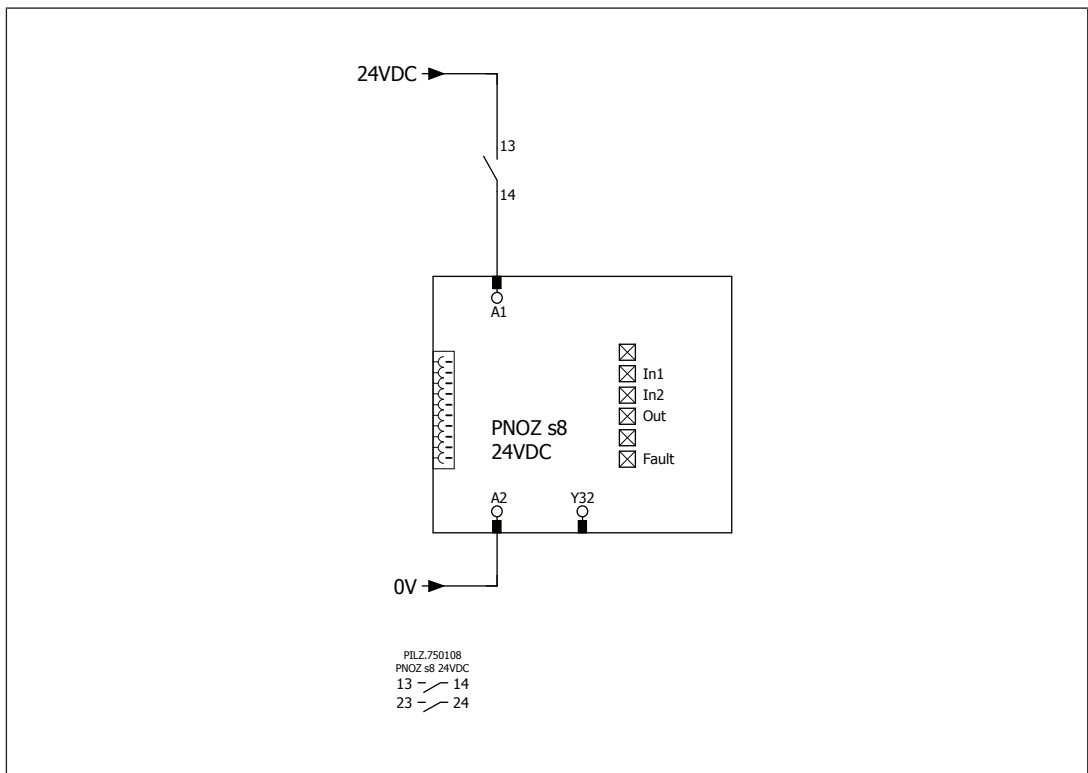 24VDC
13
14
A1
In1
In2
Out
PNOZ s8
24VDC
Fault
A2
Y32
0V
PILZ.750108
PNOZ s8 24VDC
13 14
23 24